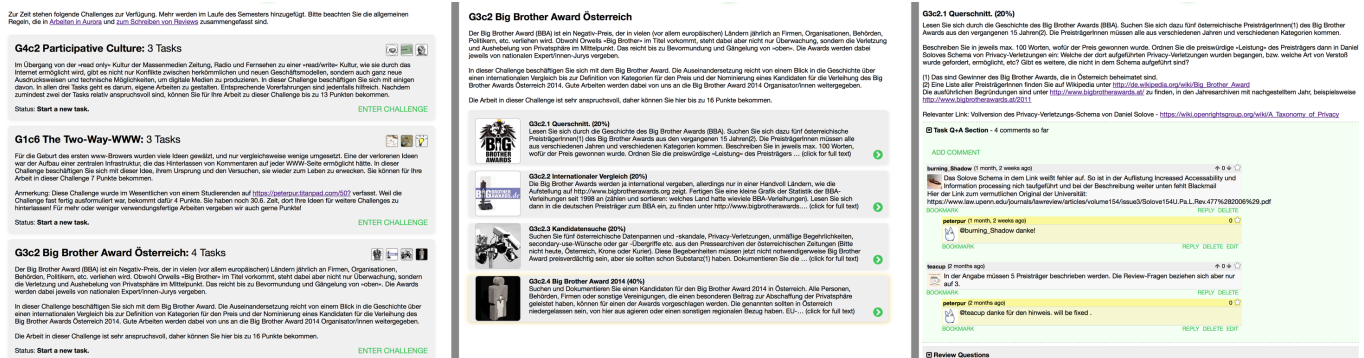 Zur Zeit stehen folgende Challenges zur Verfügung. Mehr werden im Laufe des Semesters hinzugefügt. Bitte beachten Sie die allgemeinen
Regeln, die in Arbeiten in Aurora und zum Schreiben von Reviews zusammengefasst sind.
G4c2 Participative Culture: 3 Tasks
Im Übergang von der «read only» Kultur der Massenmedien Zeitung, Radio und Fernsehen zu einer «read/write» Kultur, wie sie durch das
Internet ermöglicht wird, gibt es nicht nur Konflikte zwischen herkömmlichen und neuen Geschäftsmodellen, sondern auch ganz neue
Ausdrucksweisen und technische Möglichkeiten, um digitale Medien zu produzieren. In dieser Challenge beschäftigen Sie sich mit einigen
davon. In allen drei Tasks geht es darum, eigene Arbeiten zu gestalten. Entsprechende Vorerfahrungen sind jedenfalls hilfreich. Nachdem
zumindest zwei der Tasks relativ anspruchsvoll sind, können Sie für Ihre Arbeit zu dieser Challenge bis zu 13 Punkten bekommen.
Status: Start a new task.
ENTER CHALLENGE
G1c6 The Two-Way-WWW: 3 Tasks
Für die Geburt des ersten www-Browsers wurden viele Ideen gewälzt, und nur vergleichsweise wenige umgesetzt. Eine der verlorenen Ideen
war der Aufbau einer zentralen Infrastruktur, die das Hinterlassen von Kommentaren auf jeder WWW-Seite ermöglicht hätte. In dieser
Challenge beschäftigen Sie sich mit dieser Idee, ihrem Ursprung und den Versuchen, sie wieder zum Leben zu erwecken. Sie können für Ihre
Arbeit in dieser Challenge 7 Punkte bekommen.
Anmerkung: Diese Challenge wurde im Wesentlichen von einem Studierenden auf https://peterpur.titanpad.com/50? verfasst. Weil die
Challenge fast fertig ausformuliert war, bekommt dafür 4 Punkte. Sie haben noch 30.6. Zeit, dort Ihre Ideen für weitere Challenges zu
hinterlassen! Für mehr oder weniger verwendungsfertige Arbeiten vergeben wir auch gerne Punkte!
Status: Start a new task.
ENTER CHALLENGE
G3c2 Big Brother Award Österreich: 4 Tasks
Der Big Brother Award (BBA) ist ein Negativ-Preis, der in vielen (vor allem europäischen) Ländern jährlich an Firmen, Organisationen,
Behörden, Politikern, etc. verliehen wird. Obwohl Orwells «Big Brother» im Titel vorkommt, steht dabei aber nicht nur Überwachung, sondern
die Verletzung und Aushebelung von Privatsphäre im Mittelpunkt. Das reicht bis zu Bevormundung und Gängelung von «oben». Die Awards
werden dabei jeweils von nationalen Expert/innen-Jurys vergeben.
In dieser Challenge beschäftigen Sie sich mit dem Big Brother Award. Die Auseinandersetzung reicht von einem Blick in die Geschichte über
einen internationalen Vergleich bis zur Definition von Kategorien für den Preis und der Nominierung eines Kandidaten für die Verleihung des
Big Brother Awards Österreich 2014. Gute Arbeiten werden dabei von uns an die Big Brother Award 2014 Organisator/innen weitergegeben.
Die Arbeit in dieser Challenge ist sehr anspruchsvoll, daher können Sie hier bis zu 16 Punkte bekommen.
Status: Start a new task.
ENTER CHALLENGE
G3c2 Big Brother Award Österreich
Der Big Brother Award (BBA) ist ein Negativ-Preis, der in vielen (vor allem europäischen) Ländern jährlich an Firmen, Organisationen, Behörden,
Politikern, etc. verliehen wird. Obwohl Orwells «Big Brother» im Titel vorkommt, steht dabei aber nicht nur Überwachung, sondern die Verletzung
und Aushebelung von Privatsphäre im Mittelpunkt. Das reicht bis zu Bevormundung und Gängelung von «oben». Die Awards werden dabei
jeweils von nationalen Expert/innen-Jurys vergeben.
In dieser Challenge beschäftigen Sie sich mit dem Big Brother Award. Die Auseinandersetzung reicht von einem Blick in die Geschichte über
einen internationalen Vergleich bis zur Definition von Kategorien für den Preis und der Nominierung eines Kandidaten für die Verleihung des Big
Brother Awards Österreich 2014. Gute Arbeiten werden dabei von uns an die Big Brother Award 2014 Organisator/innen weitergegeben.
Die Arbeit in dieser Challenge ist sehr anspruchsvoll, daher können Sie hier bis zu 16 Punkte bekommen.
BIG
BROTHER
AWARDS
G3c2.1 Querschnitt. (20%)
Lesen Sie sich durch die Geschichte des Big Brother Awards (BBA). Suchen Sie sich dazu fünf österreichische
PreisträgerInnen(1) des Big Brother Awards aus den vergangenen 15 Jahren(2). Die PreisträgerInnen müssen alle
aus verschiedenen Jahren und verschiedenen Kategorien kommen. Beschreiben Sie in jeweils max. 100 Worten,
wofür der Preis gewonnen wurde. Ordnen Sie die preiswürdige «Leistung» des Preisträgers ... (click for full text)
G3c2.2 Internationaler Vergleich (20%)
Die Big Brother Awards werden ja international vergeben, allerdings nur in einer Handvoll Ländern, wie die
Aufstellung auf http://www.bigbrotherawards.org zeigt. Fertigen Sie eine kleine Grafik der Statistik der BBA-
Verleihungen seit 1998 an (zählen und sortieren: welches Land hatte wieviele BBA-Verleihungen). Lesen Sie sich
dann in die deutschen Preisträger zum BBA ein, zu finden unter http://www.bigbrotherawards.... (click for full text)
G3c2.3 Kandidatensuche (20%)
Suchen Sie fünf österreichische Datenpannen und -skandale, Privacy-Verletzungen, unmäßige Begehrlichkeiten,
secondary-use-Wünsche oder gar -Übergriffe etc. aus den Pressearchiven der österreichischen Zeitungen (Bitte
nicht heute, Österreich, Krone oder Kurier). Diese Begebenheiten müssen jetzt nicht notwendigerweise Big Brother
Award preisverdächtig sein, aber sie sollten schon Substanz(1) haben. Dokumentieren Sie die ... (click for full text)
G3c2.4 Big Brother Award 2014 (40%)
Suchen und Dokumentieren Sie einen Kandidaten für den Big Brother Award 2014 in Österreich. Alle Personen,
Behörden, Firmen oder sonstige Vereinigungen, die einen besonderen Beitrag zur Abschaffung der Privatsphäre
geleistet haben, können für einen der Awards vorgeschlagen werden. Die genannten sollten in Österreich
niedergelassen sein, von hier aus agieren oder einen sonstigen regionalen Bezug haben. EU-... (click for full text)
G3c2.1 Querschnitt. (20%)
Lesen Sie sich durch die Geschichte des Big Brother Awards (BBA). Suchen Sie sich dazu fünf österreichische PreisträgerInnen(1) des Big Brother
Awards aus den vergangenen 15 Jahren(2). Die PreisträgerInnen müssen alle aus verschiedenen Jahren und verschiedenen Kategorien kommen.
Beschreiben Sie in jeweils max. 100 Worten, wofür der Preis gewonnen wurde. Ordnen Sie die preiswürdige «Leistung» des Preisträgers dann in Daniel
Soloves Schema von Privacy-Verletzungen ein: Welche der dort aufgeführten Privacy-Verletzungen wurden begangen, bzw. welche Art von Verstoß
wurde gefordert, ermöglicht, etc? Gibt es weitere, die nicht in dem Schema aufgeführt sind?
(1) Das sind Gewinner des Big Brother Awards, die in Österreich beheimatet sind.
(2) Eine Liste aller Preisträger finden Sie auf Wikipedia unter http://de.wikipedia.org/wiki/Big_Brother_Award
Die ausführlichen Begründungen sind unter http://www.bigbrotherawards.at/ zu finden, in den Jahresarchiven mit nachgestelltem Jahr, beispielsweise
http://www.bigbrotherawards.at/2011
Relevanter Link: Vollversion des Privacy-Verletzungs-Schema von Daniel Solove - https://wiki.openrightsgroup.org/wiki/A_Taxonomy_of_Privacy
Task Q+A Section - 4 comments so far
ADD COMMENT
burning_Shadow (1 month, 2 weeks ago)
0
Das Solove Schema in dem Link weißt fehler auf. So ist in der Auflistung Increased Accessability und
Information processing nich taufgeführt und bei der Beschreibung weiter unten fehlt Blackmail
Hier der Link zum vermutlichen Original der Universität:
https://www.law.upenn.edu/journals/lawreview/articles/volume154/issue3/Solove154U.Pa.L.Rev.477%282006%29.pdf
BOOKMARK
REPLY DELETE
peterpur (1 month, 2 weeks ago)
0
@burning_Shadow danke!
BOOKMARK
REPLY DELETE EDIT
teacup (2 months ago)
0
In der Angabe müssen 5 Preisträger beschrieben werden. Die Review-Fragen beziehen sich aber nur
auf 3.
BOOKMARK
REPLY DELETE
peterpur (2 months ago)
0
@teacup danke für den hinweis. will be fixed .
BOOKMARK
REPLY DELETE EDIT
Review Questions